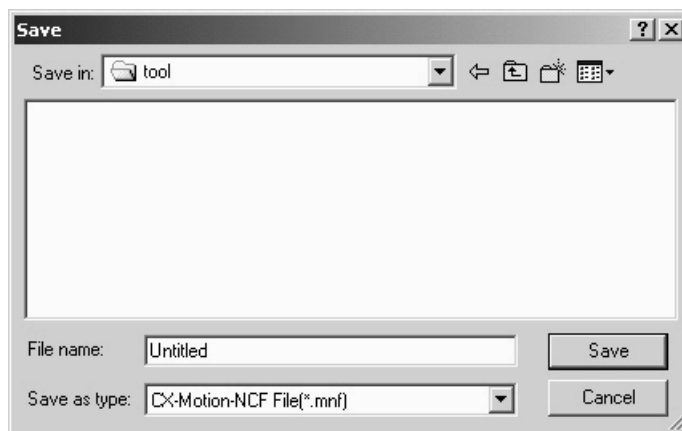 Save
Save in: tool
File name: Untitled
Save
Save as type: CX-Motion-NCF File(*.mnf)
Cancel